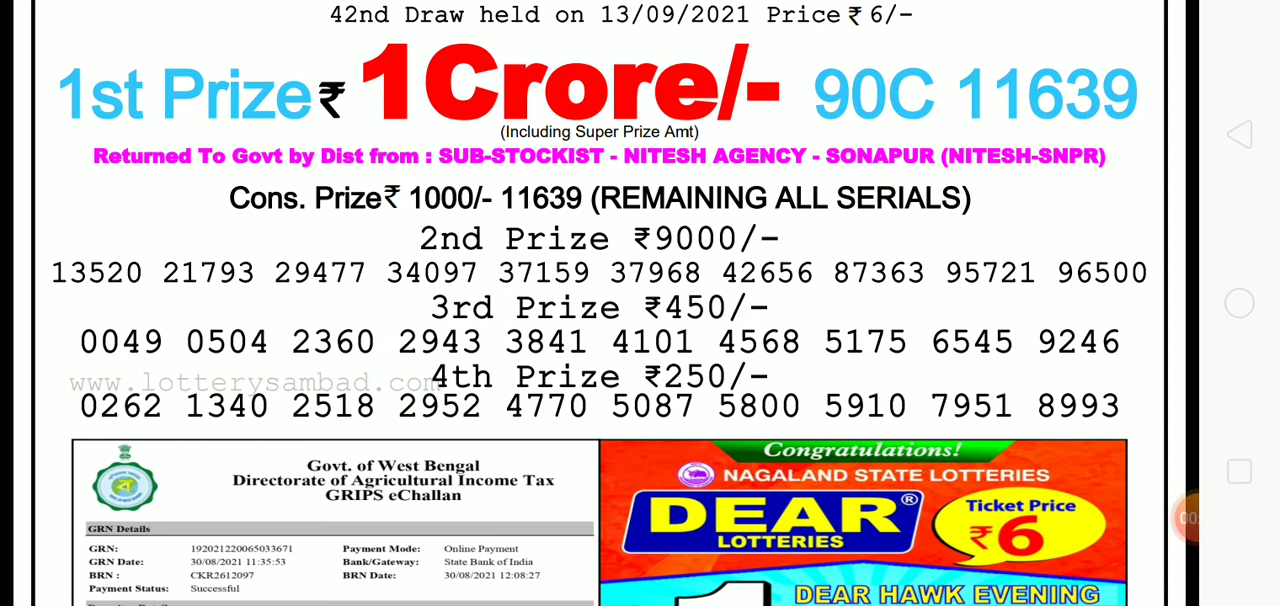 42nd Draw held on 13/09/2021 Price ₹ 6/-
1st Prize ₹ 1Crore/- 90C 11639
(Including Super Prize Amt)
Returned To Govt by Dist from : SUB-STOCKIST - NITESH AGENCY - SONAPUR (NITESH-SNPR)
Cons. Prize ₹ 1000/- 11639 (REMAINING ALL SERIALS)
2nd Prize ₹9000/-
13520 21793 29477 34097 37159 37968 42656 87363 95721 96500
3rd Prize ₹450/-
0049 0504 2360 2943 3841 4101 4568 5175 6545 9246
www.lotterysambad.com
4th Prize ₹250/-
0262 1340 2518 2952 4770 5087 5800 5910 7951 8993
Govt. of West Bengal
Directorate of Agricultural Income Tax
GRIPS eChallan
GRN Details
GRN: 192021220065033671 Payment Mode: Online Payment
GRN Date: 30/08/2021 11:35:53 Bank/Gateway: State Bank of India
BRN : CKR2612097 BRN Date: 30/08/2021 12:08:27
Payment Status: Successful
Congratulations!
NAGALAND STATE LOTTERIES
DEAR®
LOTTERIES
Ticket Price
₹6
1
DEAR HAWK EVENING
00: